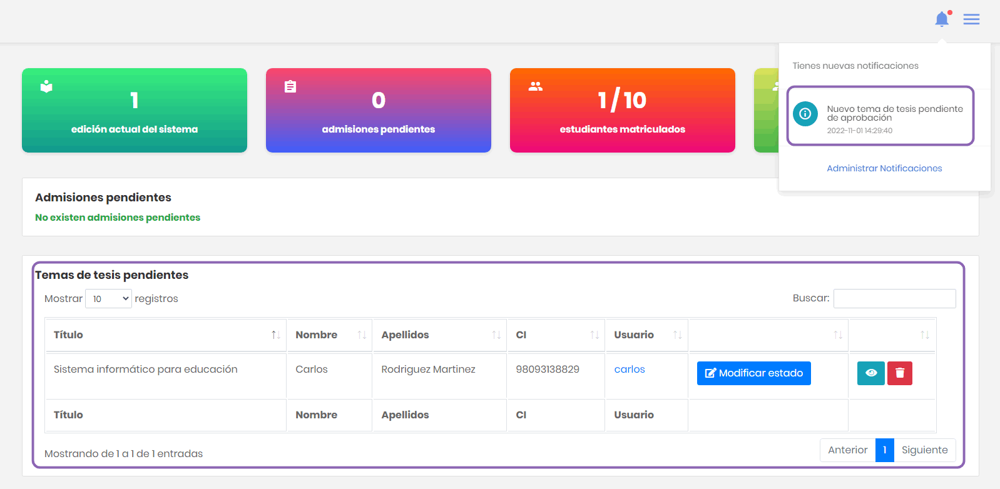 1
edición actual del sistema
0
admisiones pendientes
1 / 10
estudiantes matriculados
Tienes nuevas notificaciones
Nuevo tema de tesis pendiente
de aprobación
2022-11-01 14:29:40
Administrar Notificaciones
Admisiones pendientes
No existen admisiones pendientes
Temas de tesis pendientes
Mostrar 10 registros
Buscar:
Título Nombre Apellidos CI Usuario
Sistema informático para educación Carlos Rodriguez Martinez 98093138829 carlos Modificar estado
Título Nombre Apellidos CI Usuario
Mostrando de 1 a 1 de 1 entradas
Anterior 1 Siguiente